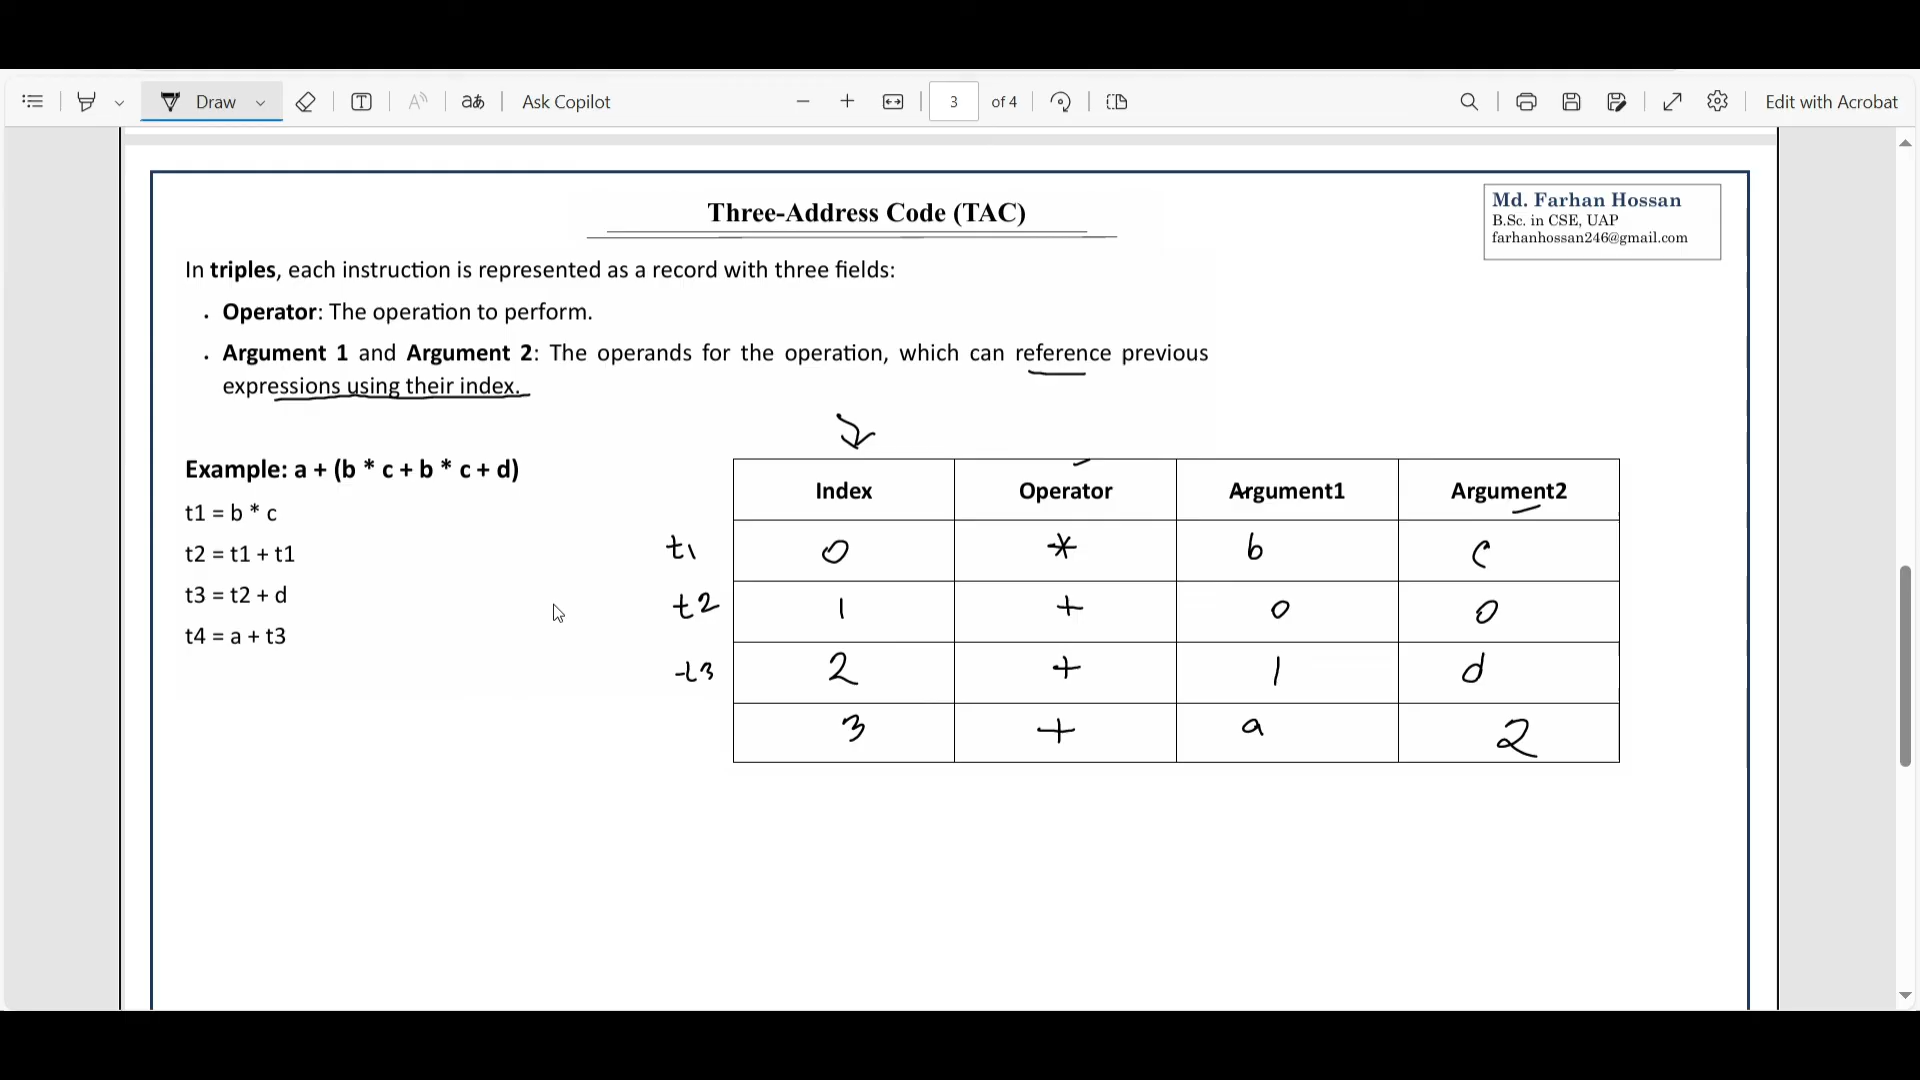 Draw
aあ
Ask Copilot
3 of 4
Edit with Acrobat
Three-Address Code (TAC)
Md. Farhan Hossan
B.Sc. in CSE, UAP
farhanhossan246@gmail.com
In triples, each instruction is represented as a record with three fields:
• Operator: The operation to perform.
• Argument 1 and Argument 2: The operands for the operation, which can reference previous
expressions using their index.
Example: a + (b * c + b * c + d)
t1 = b * c
t2 = t1 + t1
t3 = t2 + d
t4 = a + t3
Index Operator Argument1 Argument2
t1 0 * b c
t2 1 + 0 0
t3 2 + 1 d
3 + a 2